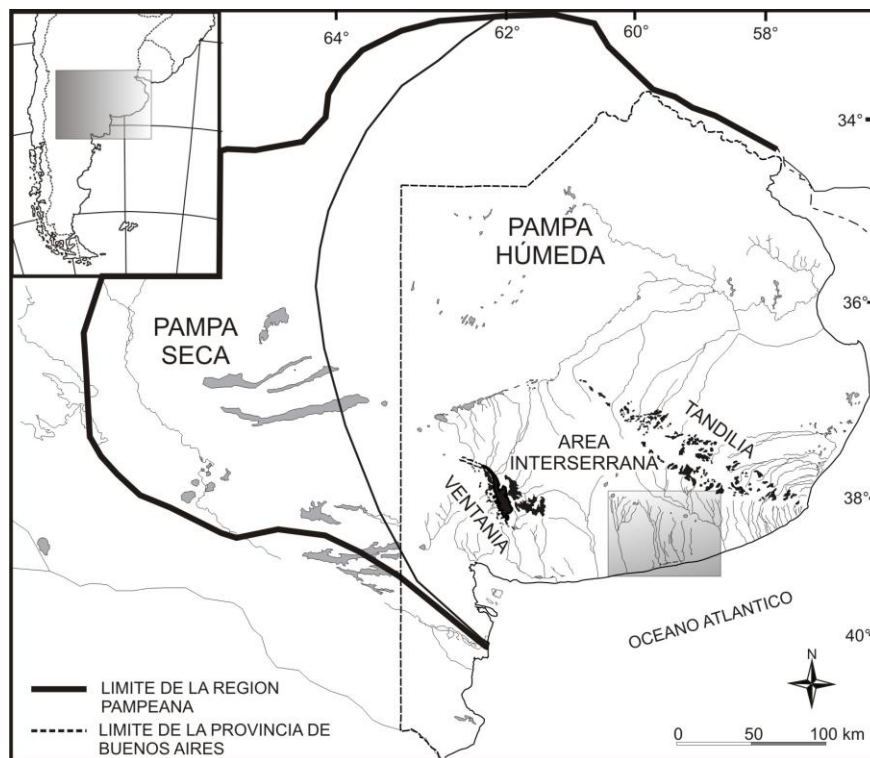 64°
62°
60°
58°
34°
PAMPA
HÚMEDA
36°
PAMPA
SECA
TANDILIA
AREA
INTERSERRANA
VENTANIA
38°
OCEANO ATLANTICO
40°
N
LIMITE DE LA REGION
PAMPEANA
LIMITE DE LA PROVINCIA DE
BUENOS AIRES
0 50 100 km